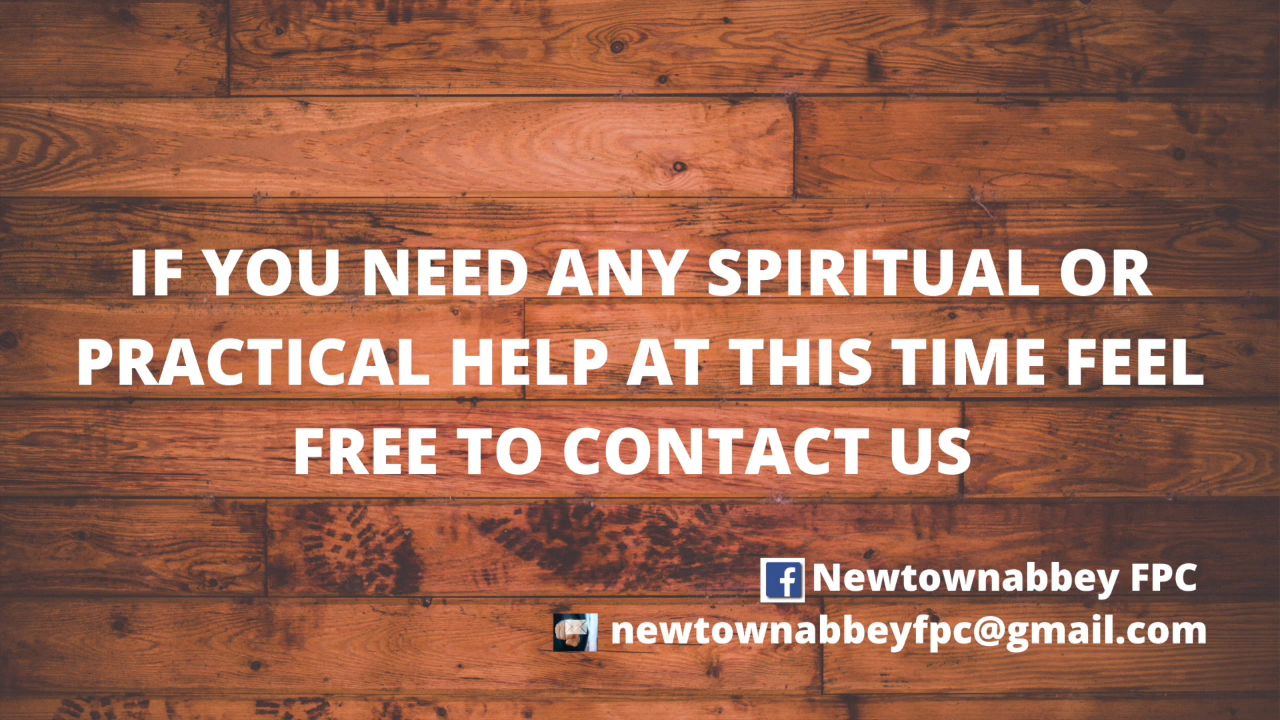 IF YOU NEED ANY SPIRITUAL OR
PRACTICAL HELP AT THIS TIME FEEL
FREE TO CONTACT US
Newtownabbey FPC
newtownabbeyfpc@gmail.com